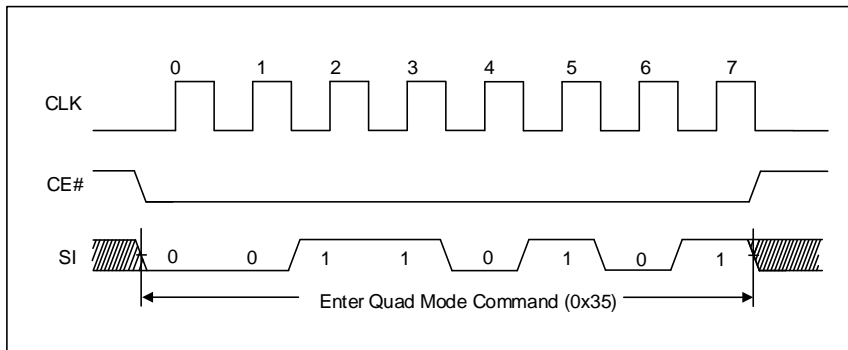 0 1 2 3 4 5 6 7
CLK
CE#
SI 0 0 1 1 0 1 0 1
Enter Quad Mode Command (0x35)